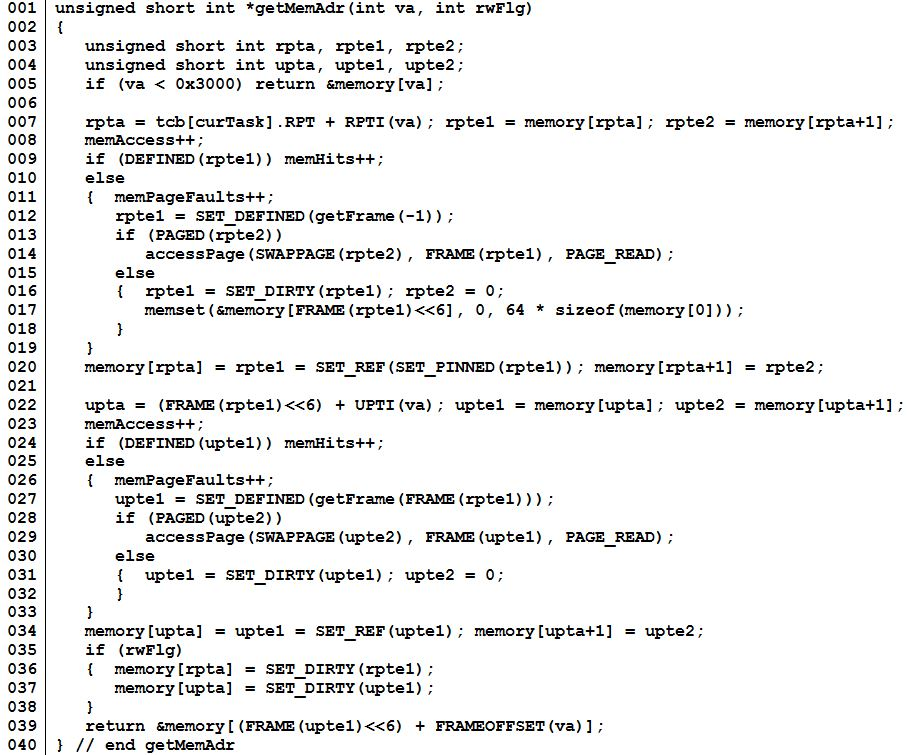 001 unsigned short int *getMemAdr(int va, int rwFlg)
002 {
003    unsigned short int rpta, rpte1, rpte2;
004    unsigned short int upta, upte1, upte2;
005    if (va < 0x3000) return &memory[va];
006
007    rpta = tcb[curTask].RPT + RPTI(va); rpte1 = memory[rpta]; rpte2 = memory[rpta+1];
008    memAccess++;
009    if (DEFINED(rpte1)) memHits++;
010    else
011    {  memPageFaults++;
012       rpte1 = SET_DEFINED(getFrame(-1));
013       if (PAGED(rpte2))
014          accessPage(SWAPPAGE(rpte2), FRAME(rpte1), PAGE_READ);
015       else
016       {  rpte1 = SET_DIRTY(rpte1); rpte2 = 0;
017          memset(&memory[FRAME(rpte1)<<6], 0, 64 * sizeof(memory[0]));
018       }
019    }
020    memory[rpta] = rpte1 = SET_REF(SET_PINNED(rpte1)); memory[rpta+1] = rpte2;
021
022    upta = (FRAME(rpte1)<<6) + UPTI(va); upte1 = memory[upta]; upte2 = memory[upta+1];
023    memAccess++;
024    if (DEFINED(upte1)) memHits++;
025    else
026    {  memPageFaults++;
027       upte1 = SET_DEFINED(getFrame(FRAME(rpte1)));
028       if (PAGED(upte2))
029          accessPage(SWAPPAGE(upte2), FRAME(upte1), PAGE_READ);
030       else
031       {  upte1 = SET_DIRTY(upte1); upte2 = 0;
032       }
033    }
034    memory[upta] = upte1 = SET_REF(upte1); memory[upta+1] = upte2;
035    if (rwFlg)
036    {  memory[rpta] = SET_DIRTY(rpte1);
037       memory[upta] = SET_DIRTY(upte1);
038    }
039    return &memory[(FRAME(upte1)<<6) + FRAMEOFFSET(va)];
040 } // end getMemAdr